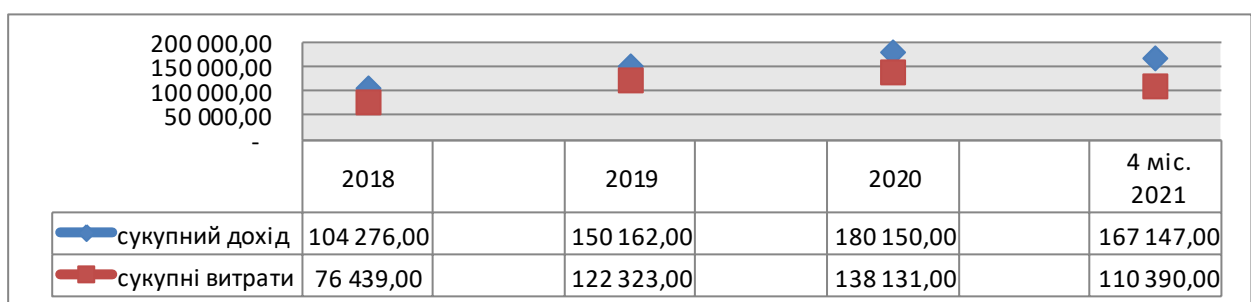 200 000,00
150 000,00
100 000,00
50 000,00
-
2018 2019 2020 4 міс. 2021
сукупний дохід 104 276,00 150 162,00 180 150,00 167 147,00
сукупні витрати 76 439,00 122 323,00 138 131,00 110 390,00